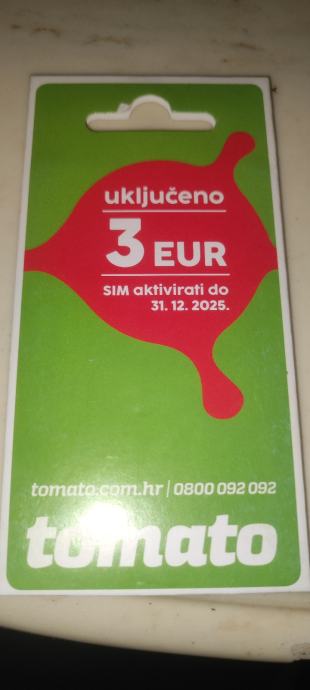 uključeno
3 EUR
SIM aktivirati do
31. 12. 2025.
tomato.com.hr | 0800 092 092
tomato